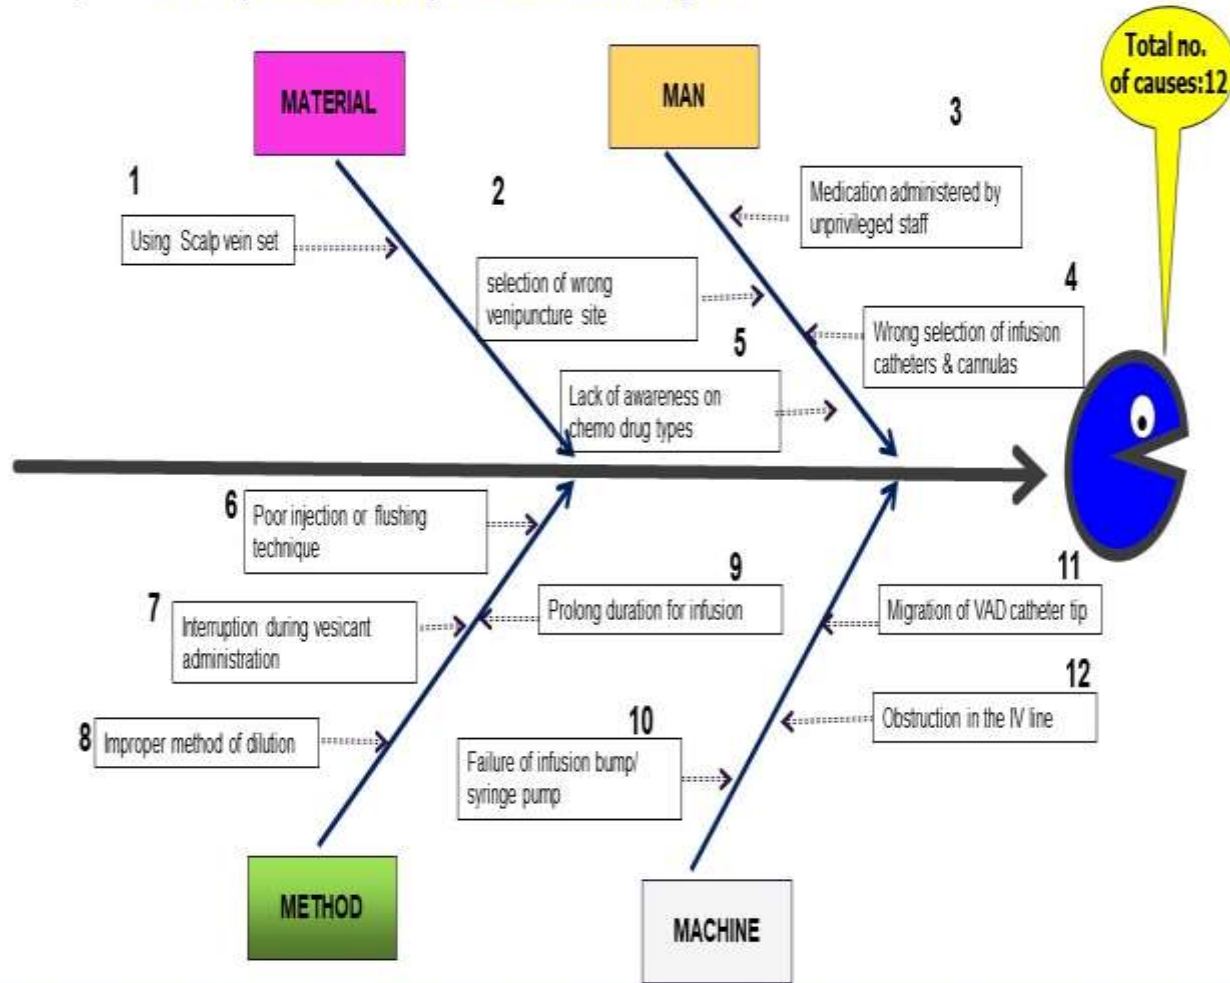 Total no.
of causes:12
MATERIAL
MAN
3
1
2
Medication administered by
unprivileged staff
Using Scalp vein set
selection of wrong
venipuncture site
4
5
Wrong selection of infusion
catheters & cannulas
Lack of awareness on
chemo drug types
6
Poor injection or flushing
technique
9
11
7
Prolong duration for infusion
Migration of VAD catheter tip
Interruption during vesicant
administration
12
10
Obstruction in the IV line
8
Improper method of dilution
Failure of infusion bump/
syringe pump
METHOD
MACHINE